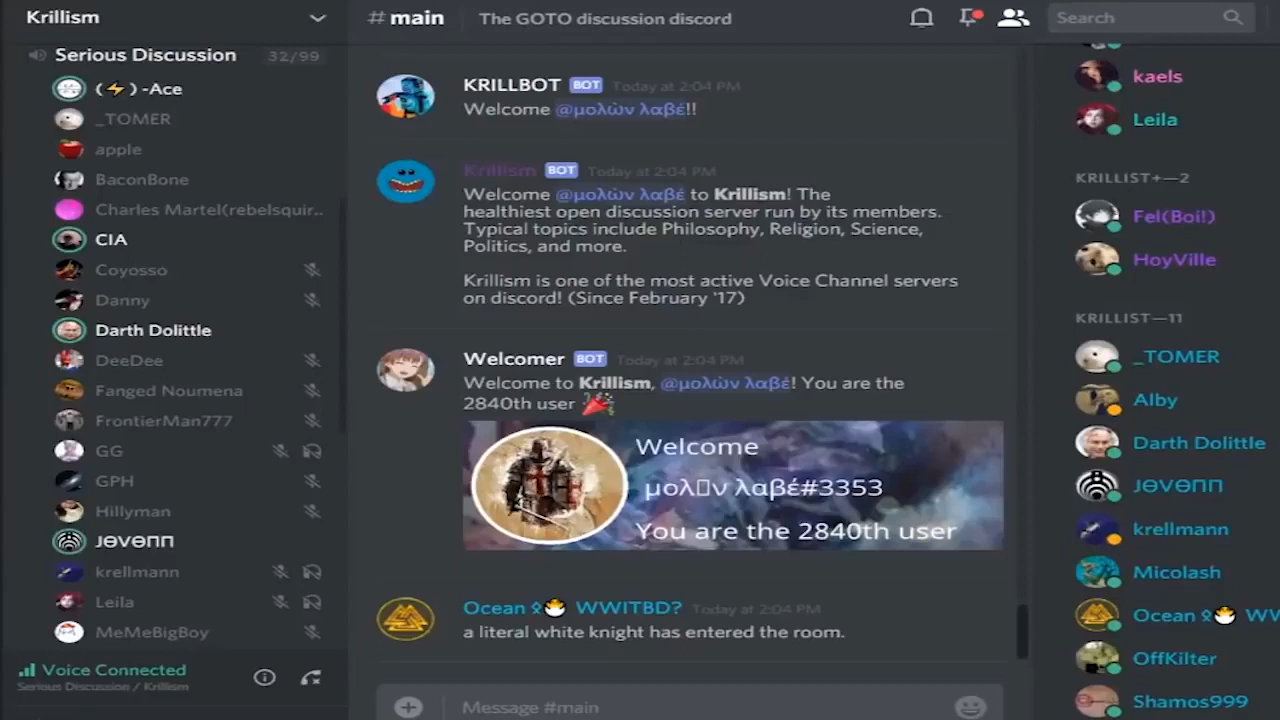 Krillism
# main
The GOTO discussion discord
Search
Serious Discussion 32/99
(⚡) -Ace
_TOMER
apple
BaconBone
Charles Martel(rebelsquir..
CIA
Coyosso
Danny
Darth Dolittle
DeeDee
Fanged Noumena
FrontierMan777
GG
GPH
Hillyman
JѲVѲПП
krellmann
Leila
MeMeBigBoy
Voice Connected
Serious Discussion / Krillism
KRILLBOT BOT Today at 2:04 PM
Welcome @μολὼν λαβέ!!
Krillism BOT Today at 2:04 PM
Welcome @μολὼν λαβέ to Krillism! The
healthiest open discussion server run by its members.
Typical topics include Philosophy, Religion, Science,
Politics, and more.
Krillism is one of the most active Voice Channel servers
on discord! (Since February '17)
Welcomer BOT Today at 2:04 PM
Welcome to Krillism, @μολὼν λαβέ! You are the
2840th user 🎉
Welcome
μολ▯ν λαβέ#3353
You are the 2840th user
Ocean ᛟ🐣 WWITBD? Today at 2:04 PM
a literal white knight has entered the room.
Message #main
kaels
Leila
KRILLIST+—2
Fel(Boi!)
HoyVille
KRILLIST—11
_TOMER
Alby
Darth Dolittle
JѲVѲПП
krellmann
Micolash
Ocean ᛟ🐣 WW
OffKilter
Shamos999